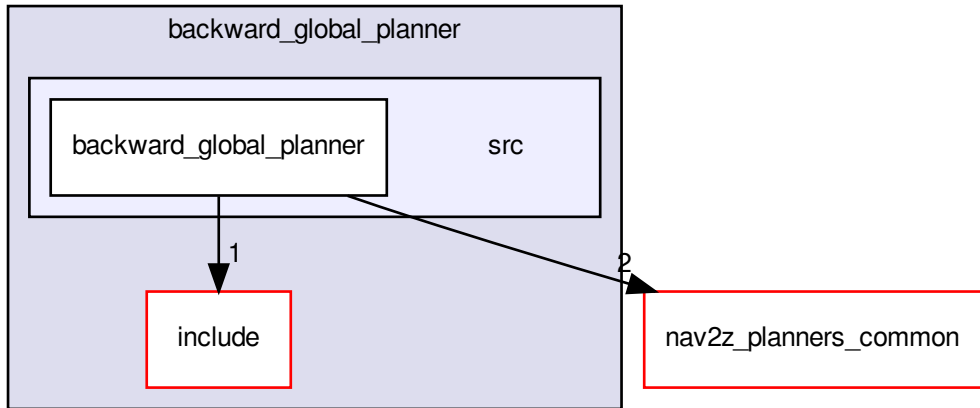 backward_global_planner
backward_global_planner
src
1
2
include
nav2z_planners_common